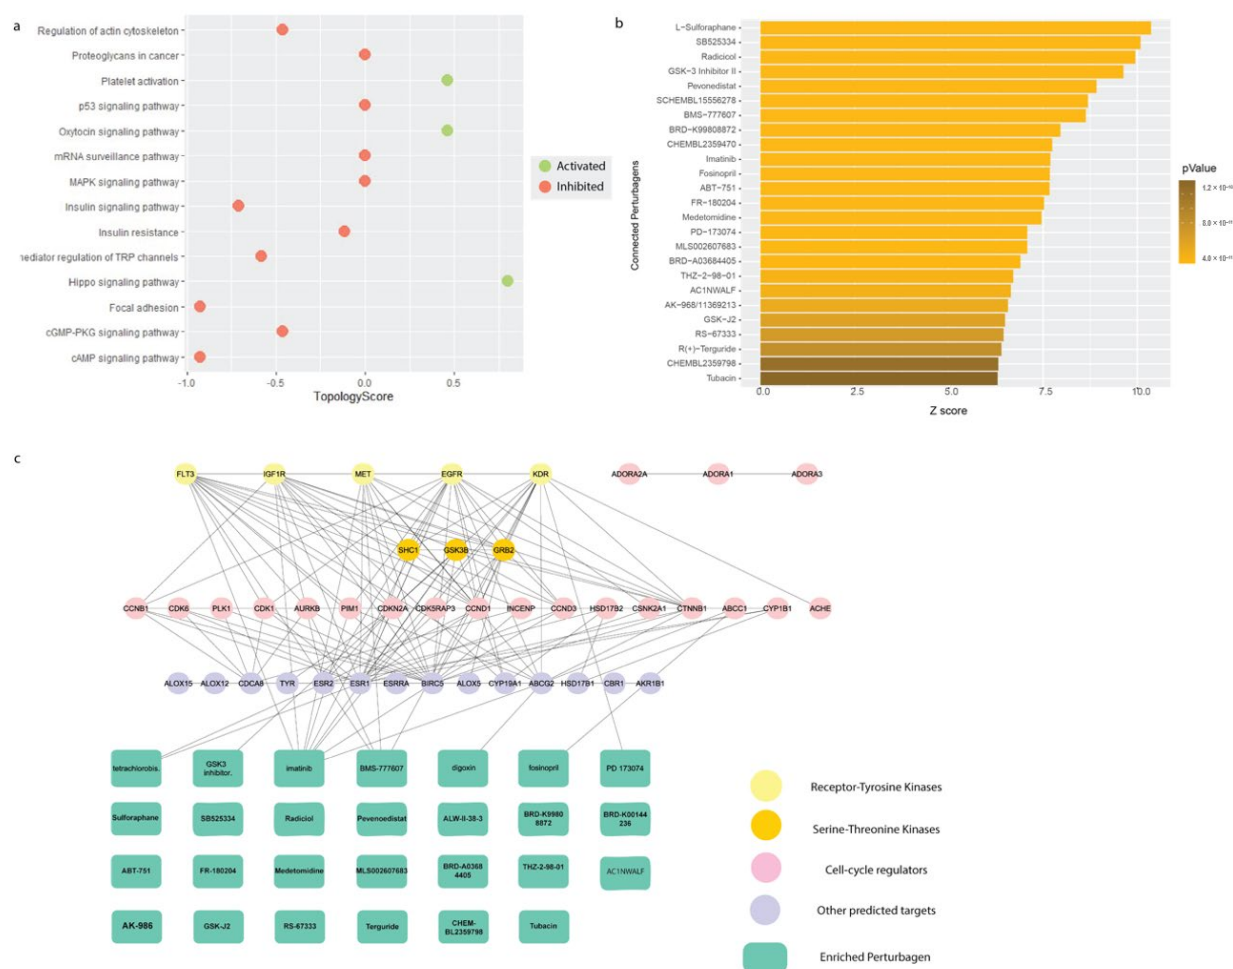 a
Regulation of actin cytoskeleton
Proteoglycans in cancer
Platelet activation
p53 signaling pathway
Oxytocin signaling pathway
mRNA surveillance pathway
MAPK signaling pathway
Insulin signaling pathway
Insulin resistance
mediator regulation of TRP channels
Hippo signaling pathway
Focal adhesion
cGMP-PKG signaling pathway
cAMP signaling pathway
-1.0 -0.5 0.0 0.5
TopologyScore
Activated
Inhibited
b
Connected Perturbagens
L-Sulforaphane
SB525334
Radicicol
GSK-3 Inhibitor II
Pevonedistat
SCHEMBL15556278
BMS-777607
BRD-K99808872
CHEMBL2359470
Imatinib
Fosinopril
ABT-751
FR-180204
Medetomidine
PD-173074
MLS002607683
BRD-A03684405
THZ-2-98-01
AC1NWALF
AK-968/11369213
GSK-J2
RS-67333
R(+)-Terguride
CHEMBL2359798
Tubacin
0.0 2.5 5.0 7.5 10.0
Z score
pValue
c
FLT3 IGF1R MET EGFR KDR ADORA2A ADORA1 ADORA3
SHC1 GSK3B GRB2
CCNB1 CDK6 PLK1 CDK1 AURKB PIM1 CDKN2A CDK5RAP3 CCND1 INCENP CCND3 HSD17B2 CSNK2A1 CTNNB1 ABCC1 CYP1B1 ACHE
ALOX15 ALOX12 CDCA8 TYR ESR2 ESR1 ESRRA BIRC5 ALOX5 CYP19A1 ABCG2 HSD17B1 CBR1 AKR1B1
tetrachlorobis. GSK3 inhibitor. imatinib BMS-777607 digoxin fosinopril PD 173074
Sulforaphane SB525334 Radiciol Pevenoedistat ALW-II-38-3 BRD-K9980 8872 BRD-K00144 236
ABT-751 FR-180204 Medetomidine MLS002607683 BRD-A0368 4405 THZ-2-98-01 AC1NWALF
AK-986 GSK-J2 RS-67333 Terguride CHEM-BL2359798 Tubacin
Receptor-Tyrosine Kinases
Serine-Threonine Kinases
Cell-cycle regulators
Other predicted targets
Enriched Perturbagen